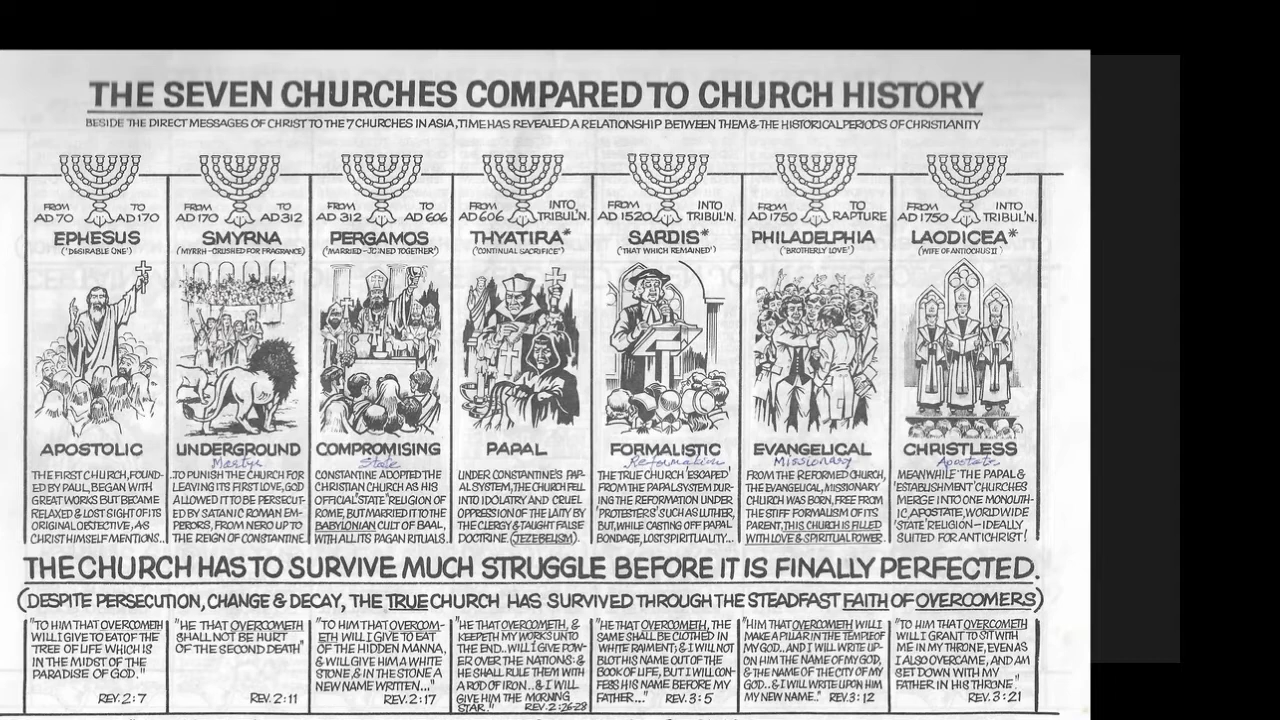 THE SEVEN CHURCHES COMPARED TO CHURCH HISTORY
BESIDE THE DIRECT MESSAGES OF CHRIST TO THE 7 CHURCHES IN ASIA, TIME HAS REVEALED A RELATIONSHIP BETWEEN THEM & THE HISTORICAL PERIODS OF CHRISTIANITY
FROM TO
AD 70 AD 170
EPHESUS
("DESIRABLE ONE")
APOSTOLIC
THE FIRST CHURCH, FOUND-
ED BY PAUL, BEGAN WITH
GREAT WORKS BUT BECAME
RELAXED & LOST SIGHT OF ITS
ORIGINAL OBJECTIVE, AS
CHRIST HIMSELF MENTIONS..
FROM TO
AD 170 AD 312
SMYRNA
(MYRRH - CRUSHED FOR FRAGRANCE)
UNDERGROUND
Martyr
..TO PUNISH THE CHURCH FOR
LEAVING ITS FIRST LOVE, GOD
ALLOWED IT TO BE PERSECUT-
ED BY SATANIC ROMAN EM-
PERORS, FROM NERO UP TO
THE REIGN OF CONSTANTINE.
FROM TO
AD 312 AD 606
PERGAMOS
("MARRIED - JOINED TOGETHER")
COMPROMISING
State
CONSTANTINE ADOPTED THE
CHRISTIAN CHURCH AS HIS
OFFICIAL "STATE" RELIGION OF
ROME, BUT MARRIED IT TO THE
BABYLONIAN CULT OF BAAL,
WITH ALL ITS PAGAN RITUALS.
FROM INTO
AD 606 TRIBUL'N.
THYATIRA*
("CONTINUAL SACRIFICE")
PAPAL
UNDER CONSTANTINE'S PAP-
AL SYSTEM, THE CHURCH FELL
INTO IDOLATRY AND CRUEL
OPPRESSION OF THE LAITY BY
THE CLERGY & TAUGHT FALSE
DOCTRINE. (JEZEBELISM).
FROM INTO
AD 1520 TRIBUL'N.
SARDIS*
("THAT WHICH REMAINED")
FORMALISTIC
Reformation
THE TRUE CHURCH 'ESCAPED'
FROM THE PAPAL SYSTEM DUR-
ING THE REFORMATION UNDER
'PROTESTERS' SUCH AS LUTHER,
BUT, WHILE CASTING OFF PAPAL
BONDAGE, LOST SPIRITUALITY...
FROM TO
AD 1750 RAPTURE
PHILADELPHIA
("BROTHERLY LOVE")
EVANGELICAL
Missionary
FROM THE REFORMED CHURCH,
THE EVANGELICAL, MISSIONARY
CHURCH WAS BORN, FREE FROM
THE STIFF FORMALISM OF ITS
PARENT, THIS CHURCH IS FILLED
WITH LOVE & SPIRITUAL POWER.
FROM INTO
AD 1750 TRIBUL'N.
LAODICEA*
(WIFE OF ANTIOCHUS II)
CHRISTLESS
Apostate
MEANWHILE THE PAPAL &
'ESTABLISHMENT' CHURCHES
MERGE INTO ONE MONOLITH-
IC, APOSTATE, WORLDWIDE
'STATE' RELIGION - IDEALLY
SUITED FOR ANTICHRIST!
THE CHURCH HAS TO SURVIVE MUCH STRUGGLE BEFORE IT IS FINALLY PERFECTED.
(DESPITE PERSECUTION, CHANGE & DECAY, THE TRUE CHURCH HAS SURVIVED THROUGH THE STEADFAST FAITH OF OVERCOMERS)
"TO HIM THAT OVERCOMETH
WILL I GIVE TO EAT OF THE
TREE OF LIFE WHICH IS
IN THE MIDST OF THE
PARADISE OF GOD."
REV. 2:7
"HE THAT OVERCOMETH
SHALL NOT BE HURT
OF THE SECOND DEATH"
REV. 2:11
"TO HIM THAT OVERCOM-
ETH WILL I GIVE TO EAT
OF THE HIDDEN MANNA,
& WILL GIVE HIM A WHITE
STONE, & IN THE STONE A
NEW NAME WRITTEN..."
REV. 2:17
"HE THAT OVERCOMETH, &
KEEPETH MY WORKS UNTO
THE END...WILL I GIVE POW-
ER OVER THE NATIONS: &
HE SHALL RULE THEM WITH
A ROD OF IRON...& I WILL
GIVE HIM THE MORNING
STAR." REV. 2:26-28
"HE THAT OVERCOMETH, THE
SAME SHALL BE CLOTHED IN
WHITE RAIMENT; & I WILL NOT
BLOT HIS NAME OUT OF THE
BOOK OF LIFE, BUT I WILL CON-
FESS HIS NAME BEFORE MY
FATHER..." REV. 3:5
"HIM THAT OVERCOMETH WILL I
MAKE A PILLAR IN THE TEMPLE OF
MY GOD...AND I WILL WRITE UP-
ON HIM THE NAME OF MY GOD,
& THE NAME OF THE CITY OF MY
GOD...& I WILL WRITE UPON HIM
MY NEW NAME." REV. 3:12
"TO HIM THAT OVERCOMETH
WILL I GRANT TO SIT WITH
ME IN MY THRONE, EVEN AS
I ALSO OVERCAME, AND AM
SET DOWN WITH MY
FATHER IN HIS THRONE."
REV. 3:21